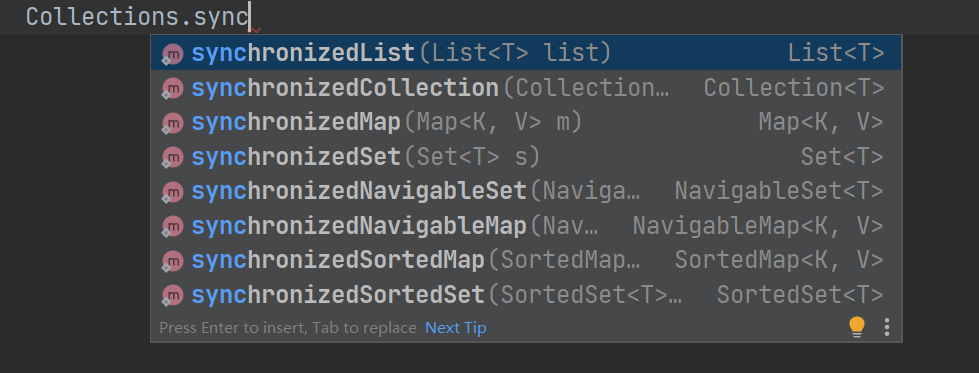 Collections.sync
synchronizedList(List<T> list) List<T>
synchronizedCollection(Collection… Collection<T>
synchronizedMap(Map<K, V> m) Map<K, V>
synchronizedSet(Set<T> s) Set<T>
synchronizedNavigableSet(Naviga… NavigableSet<T>
synchronizedNavigableMap(Nav… NavigableMap<K, V>
synchronizedSortedMap(SortedMap… SortedMap<K, V>
synchronizedSortedSet(SortedSet<T>… SortedSet<T>
Press Enter to insert, Tab to replace Next Tip